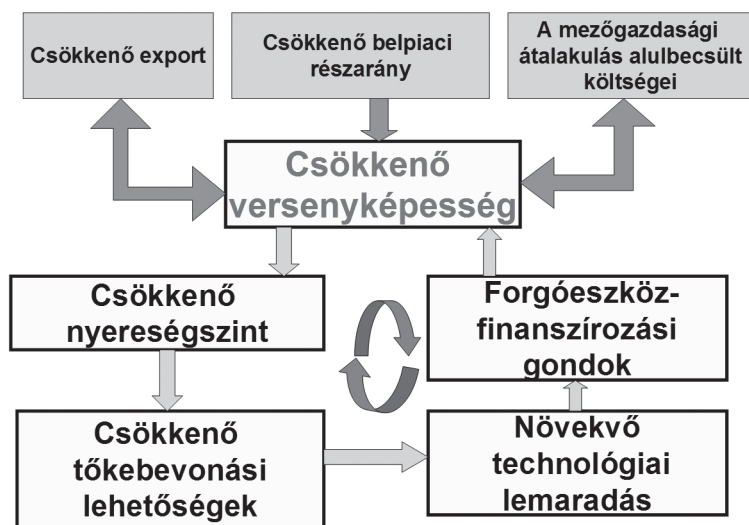 Csökkenő export
Csökkenő belpiaci
részarány
A mezőgazdasági
átalakulás alulbecsült
költségei
Csökkenő
versenyképesség
Csökkenő
nyereségszint
Forgóeszköz-
finanszírozási
gondok
Csökkenő
tőkebevonási
lehetőségek
Növekvő
technológiai
lemaradás